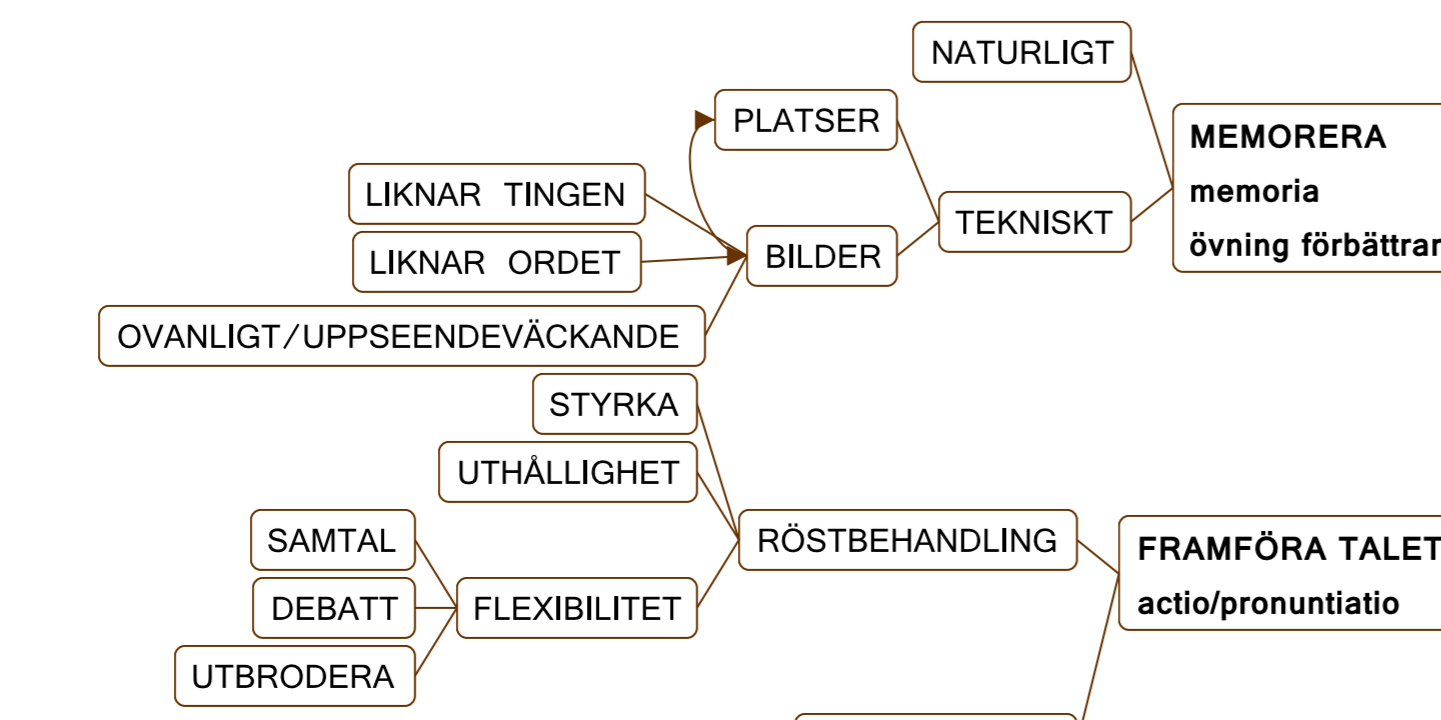 NATURLIGT
PLATSER
MEMORERA
memoria
övning förbättrar
LIKNAR TINGEN
TEKNISKT
LIKNAR ORDET
BILDER
OVANLIGT/UPPSEENDEVÄCKANDE
STYRKA
UTHÅLLIGHET
SAMTAL
RÖSTBEHANDLING
FRAMFÖRA TALET
actio/pronuntiatio
DEBATT
FLEXIBILITET
UTBRODERA